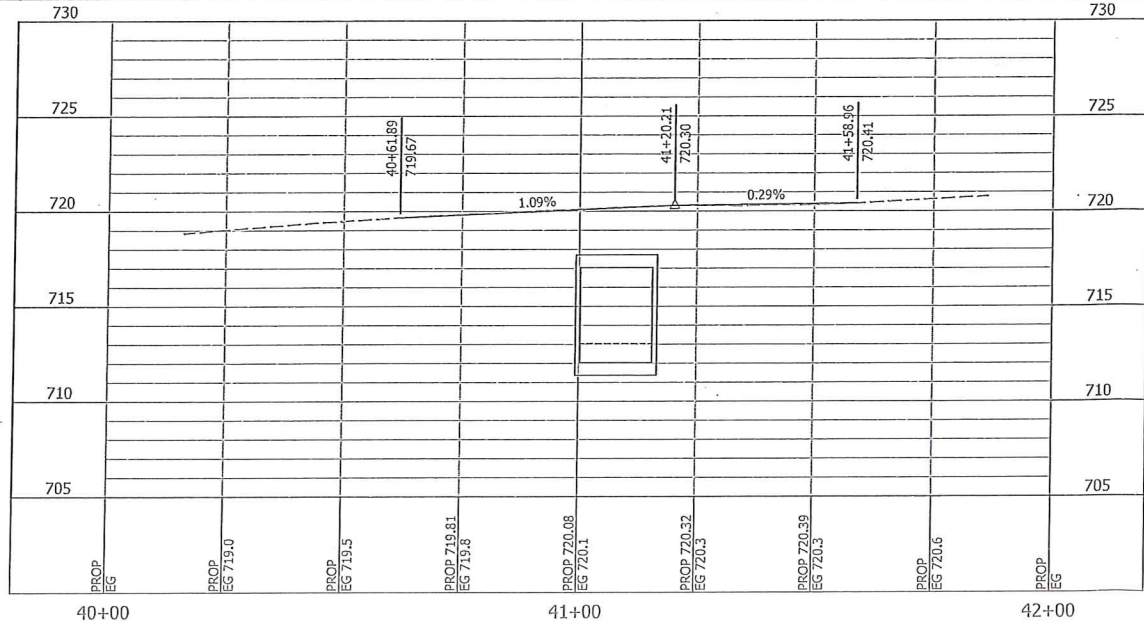 730
730
725
725
40+61.89
719.67
41+20.21
720.30
41+58.96
720.41
720
720
1.09%
0.29%
715
715
710
710
705
705
PROP
EG
PROP
EG 719.0
PROP
EG 719.5
PROP 719.81
EG 719.8
PROP 720.08
EG 720.1
PROP 720.32
EG 720.3
PROP 720.39
EG 720.3
PROP
EG 720.6
PROP
EG
40+00
41+00
42+00